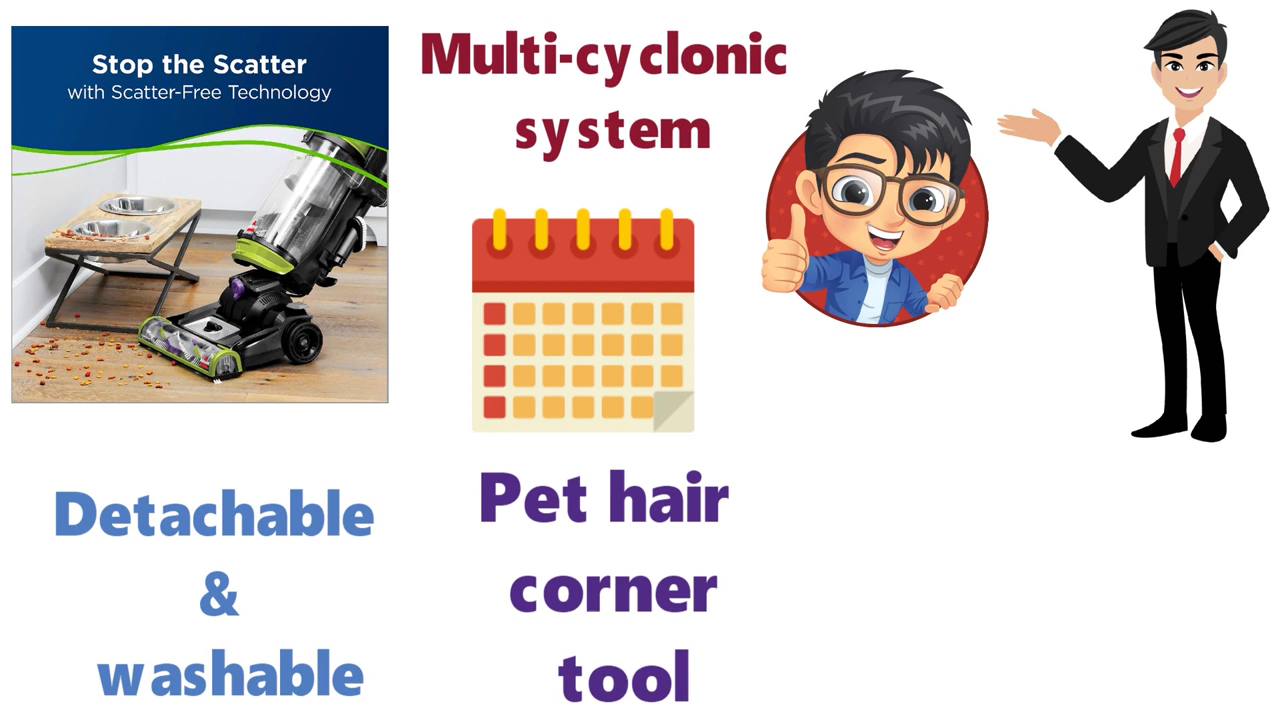 Stop the Scatter
with Scatter-Free Technology
Multi-cyclonic
system
Detachable
&
washable
Pet hair
corner
tool